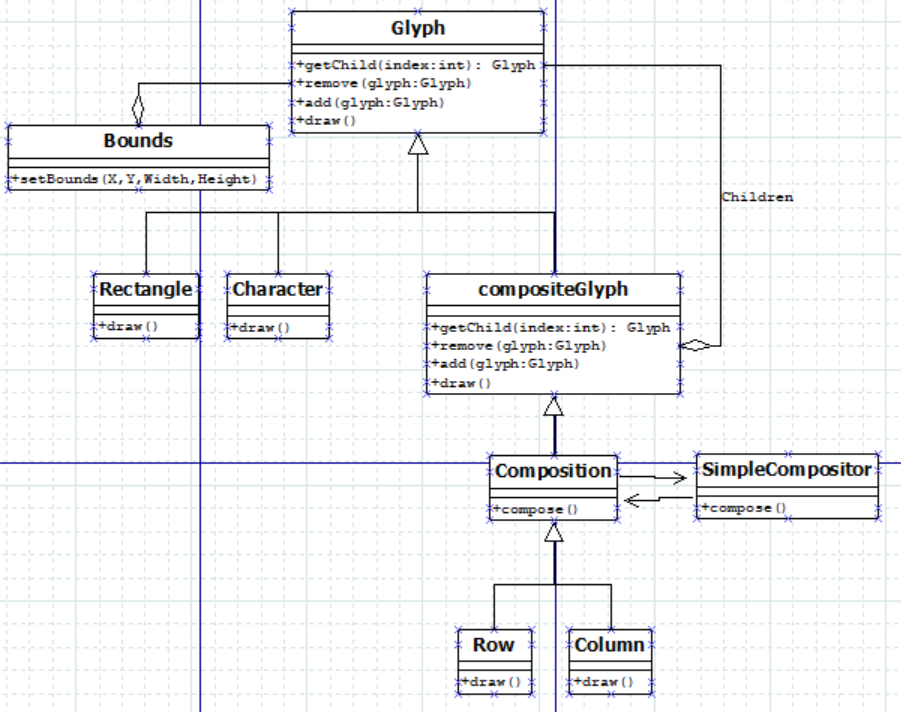 Glyph
+getChild(index:int): Glyph
+remove(glyph:Glyph)
+add(glyph:Glyph)
+draw()
Bounds
+setBounds(X,Y,Width,Height)
Children
Rectangle
+draw()
Character
+draw()
compositeGlyph
+getChild(index:int): Glyph
+remove(glyph:Glyph)
+add(glyph:Glyph)
+draw()
Composition
+compose()
SimpleCompositor
+compose()
Row
+draw()
Column
+draw()